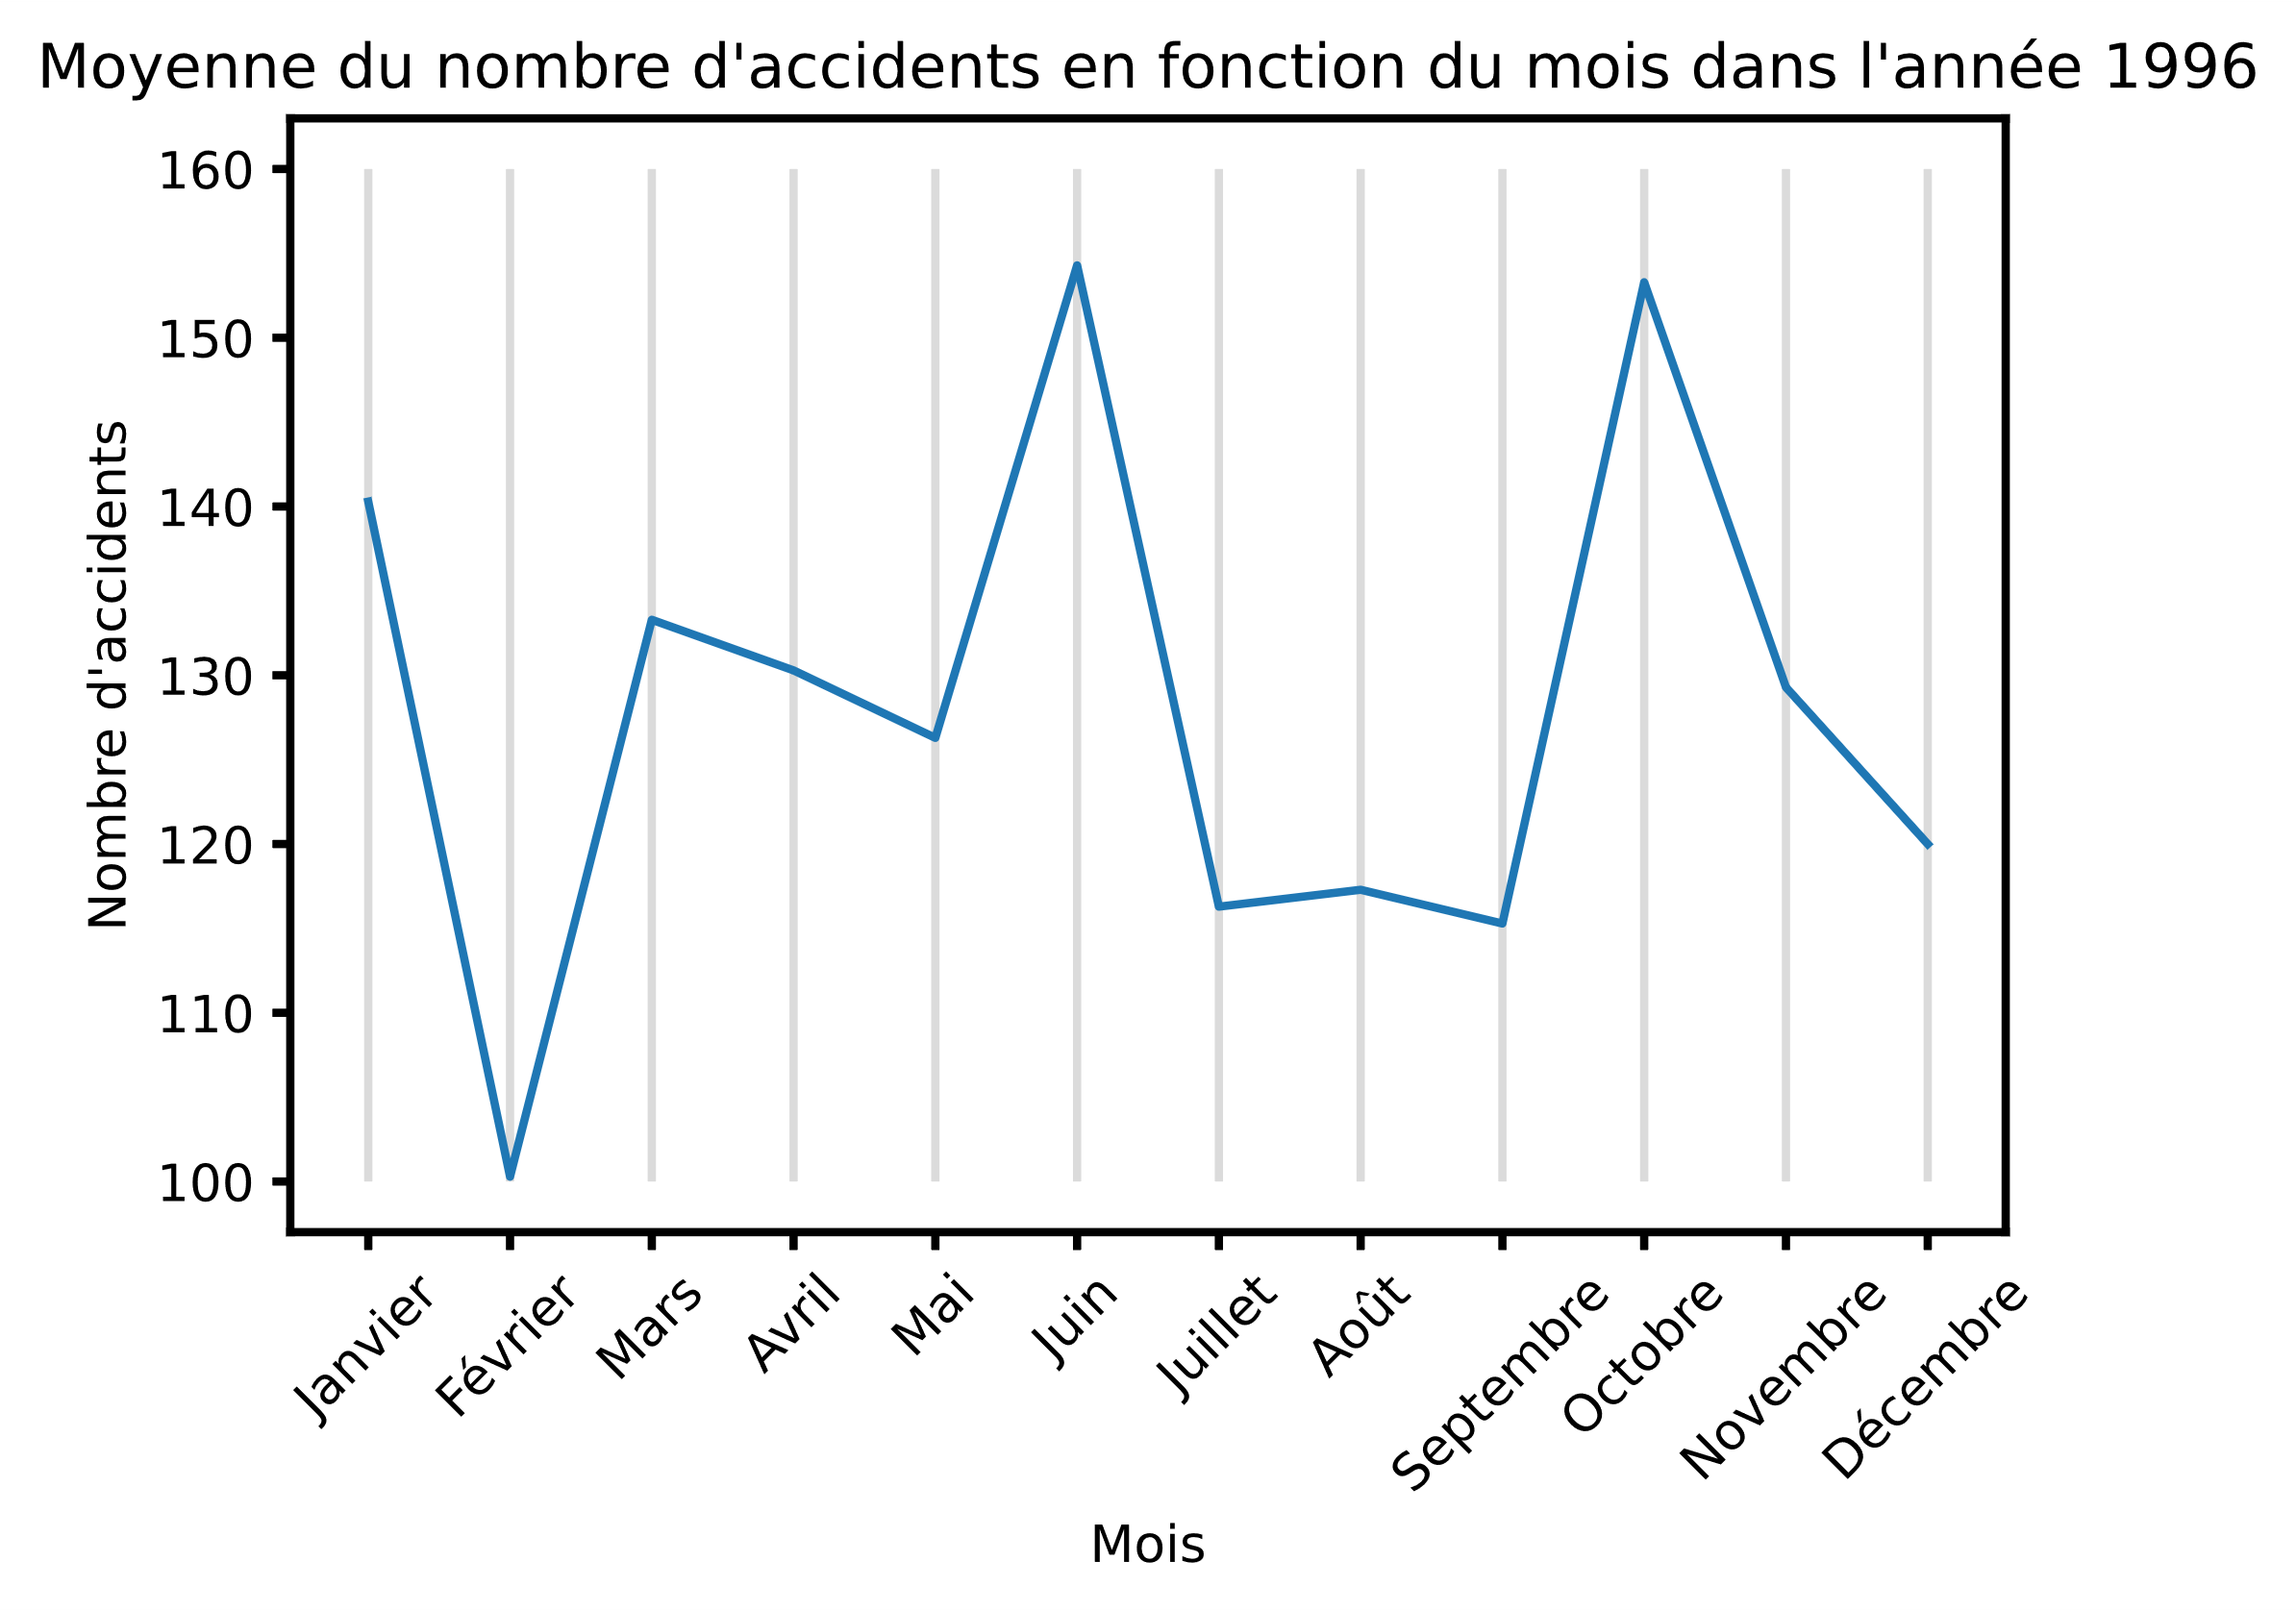 Moyenne du nombre d'accidents en fonction du mois dans l'année 1996
Nombre d'accidents
160
150
140
130
120
110
100
Janvier
Février
Mars
Avril
Mai
Juin
Juillet
Août
Septembre
Octobre
Novembre
Décembre
Mois